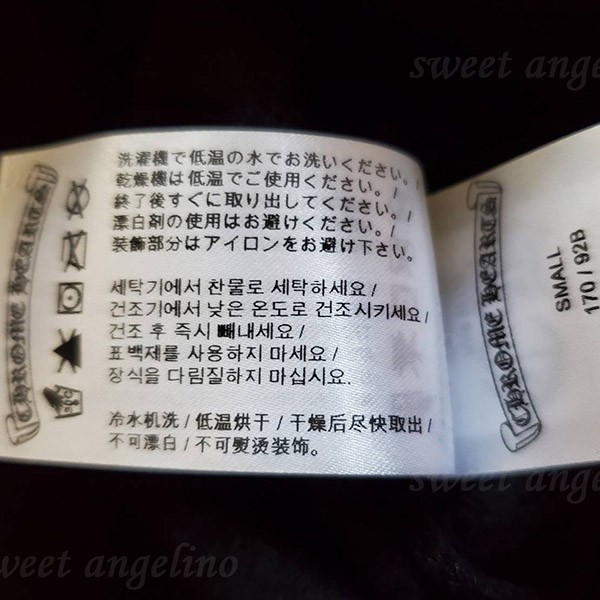 sweet ange
洗濯機で低温の水でお洗いください。/
乾燥機は低温でご使用ください。/
終了後すぐに取り出してください。/
漂白剤の使用はお避けください。/
装飾部分はアイロンをお避け下さい。
세탁기에서 찬물로 세탁하세요 /
건조기에서 낮은 온도로 건조시키세요 /
건조 후 즉시 빼내세요 /
표백제를 사용하지 마세요 /
장식을 다림질하지 마십시요.
冷水机洗 / 低温烘干 / 干燥后尽快取出 /
不可漂白 / 不可熨烫装饰。
CHROME HEARTS
CHROME HEARTS
SMALL
170 / 92B
sweet ange
weet angelino